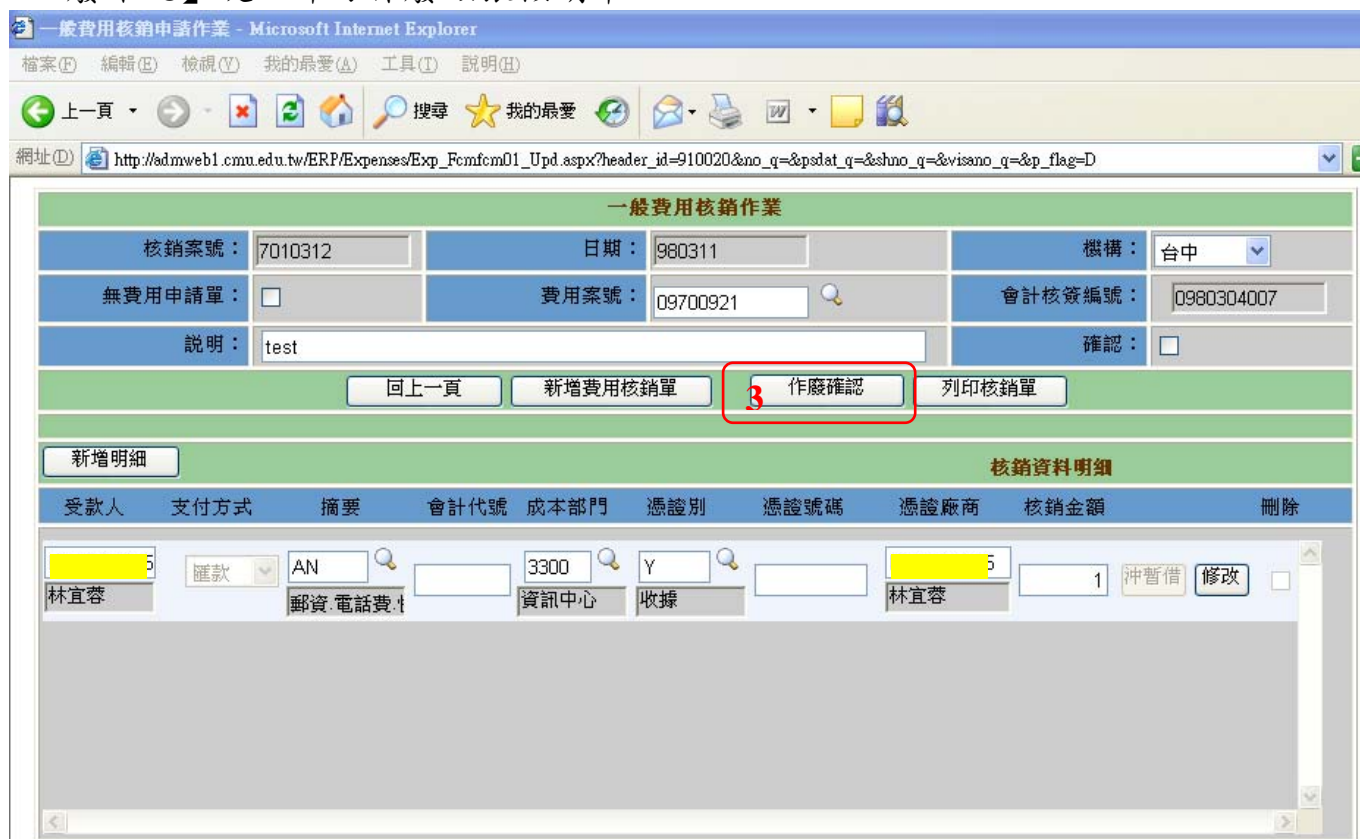 一般費用核銷申請作業 - Microsoft Internet Explorer
檔案(F) 編輯(E) 檢視(V) 我的最愛(A) 工具(T) 說明(H)
上一頁 搜尋 我的最愛
網址(D) http://admweb1.cmu.edu.tw/ERP/Expenses/Exp_Fcmfcm01_Upd.aspx?header_id=910020&no_q=&psdat_q=&shno_q=&visano_q=&p_flag=D
一般費用核銷作業
核銷案號： 7010312 日期： 980311 機構： 台中
無費用申請單： 費用案號： 09700921 會計核簽編號： 0980304007
說明： test 確認：
回上一頁 新增費用核銷單 3 作廢確認 列印核銷單
新增明細 核銷資料明細
受款人 支付方式 摘要 會計代號 成本部門 憑證別 憑證號碼 憑證廠商 核銷金額 刪除
5 匯款 AN 3300 Y 5 1 沖暫借 修改
林宜蓉 郵資.電話費. 資訊中心 收據 林宜蓉